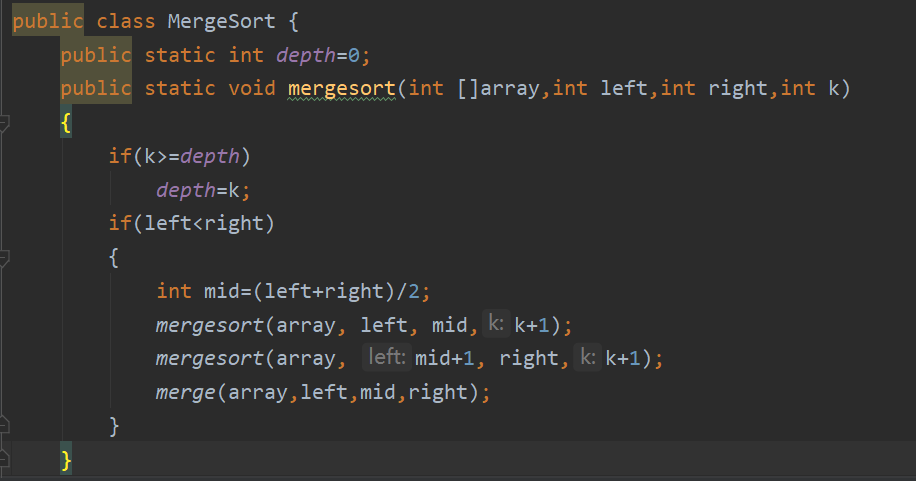 public class MergeSort {
    public static int depth=0;
    public static void mergesort(int []array,int left,int right,int k)
    {
        if(k>=depth)
            depth=k;
        if(left<right)
        {
            int mid=(left+right)/2;
            mergesort(array, left, mid, k: k+1);
            mergesort(array, left: mid+1, right, k: k+1);
            merge(array,left,mid,right);
        }
    }